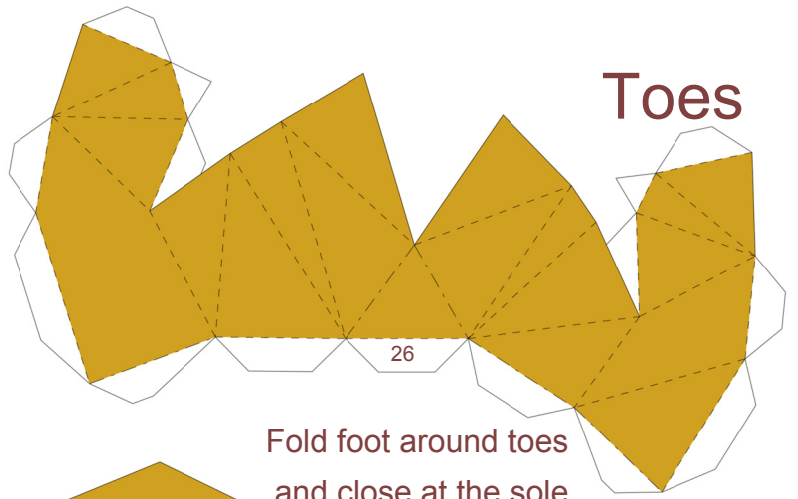 Toes
26
Fold foot around toes
and close at the sole